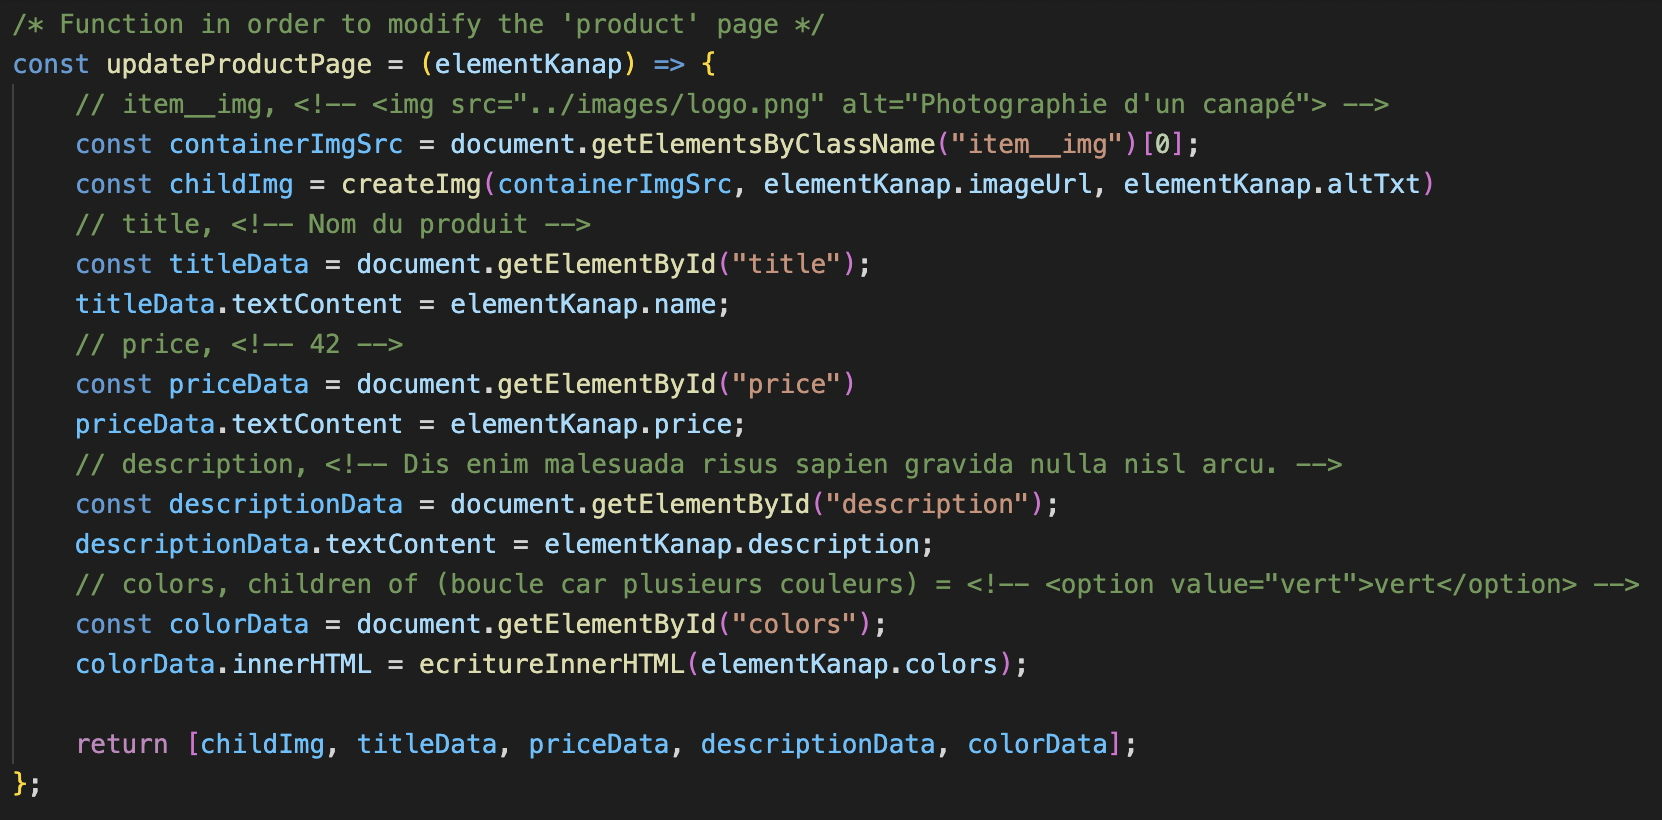 /* Function in order to modify the 'product' page */
const updateProductPage = (elementKanap) => {
    // item__img, <!-- <img src="../images/logo.png" alt="Photographie d'un canapé"> -->
    const containerImgSrc = document.getElementsByClassName("item__img")[0];
    const childImg = createImg(containerImgSrc, elementKanap.imageUrl, elementKanap.altTxt)
    // title, <!-- Nom du produit -->
    const titleData = document.getElementById("title");
    titleData.textContent = elementKanap.name;
    // price, <!-- 42 -->
    const priceData = document.getElementById("price")
    priceData.textContent = elementKanap.price;
    // description, <!-- Dis enim malesuada risus sapien gravida nulla nisl arcu. -->
    const descriptionData = document.getElementById("description");
    descriptionData.textContent = elementKanap.description;
    // colors, children of (boucle car plusieurs couleurs) = <!-- <option value="vert">vert</option> -->
    const colorData = document.getElementById("colors");
    colorData.innerHTML = ecritureInnerHTML(elementKanap.colors);

    return [childImg, titleData, priceData, descriptionData, colorData];
};